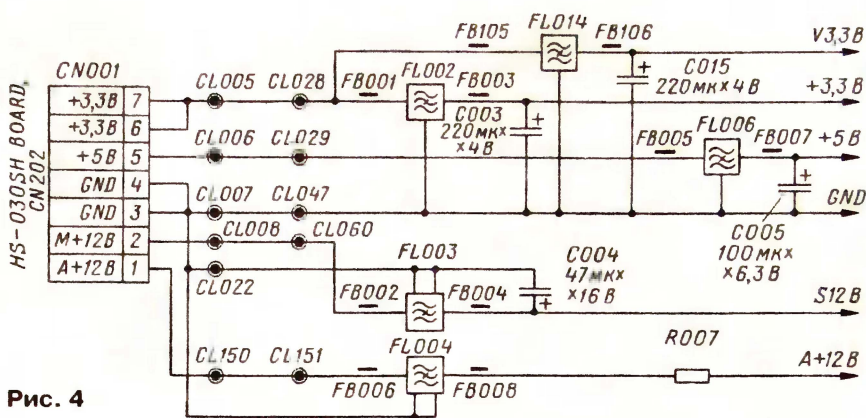 FB105 FL014 FB106 V3,3В
CN001 CL005 CL028 FB001 FL002 FB003 C015
220мк×4В
+3,3В 7
+3,3В
+3,3В 6
C003
220мк×
×4В
CL006 CL029 FB005 FL006 FB007 +5В
+5В 5
GND 4
CL007 CL047 GND
GND 3
CL008 CL060
M+12В 2
FL003
C004
47мк×
×16В
C005
100мк×
×6,3В
A+12В 1
CL022
FB002 FB004 S12В
CL150 CL151 FL004 R007 A+12В
FB006 FB008
HS-030SH BOARD,
CN202
Рис. 4